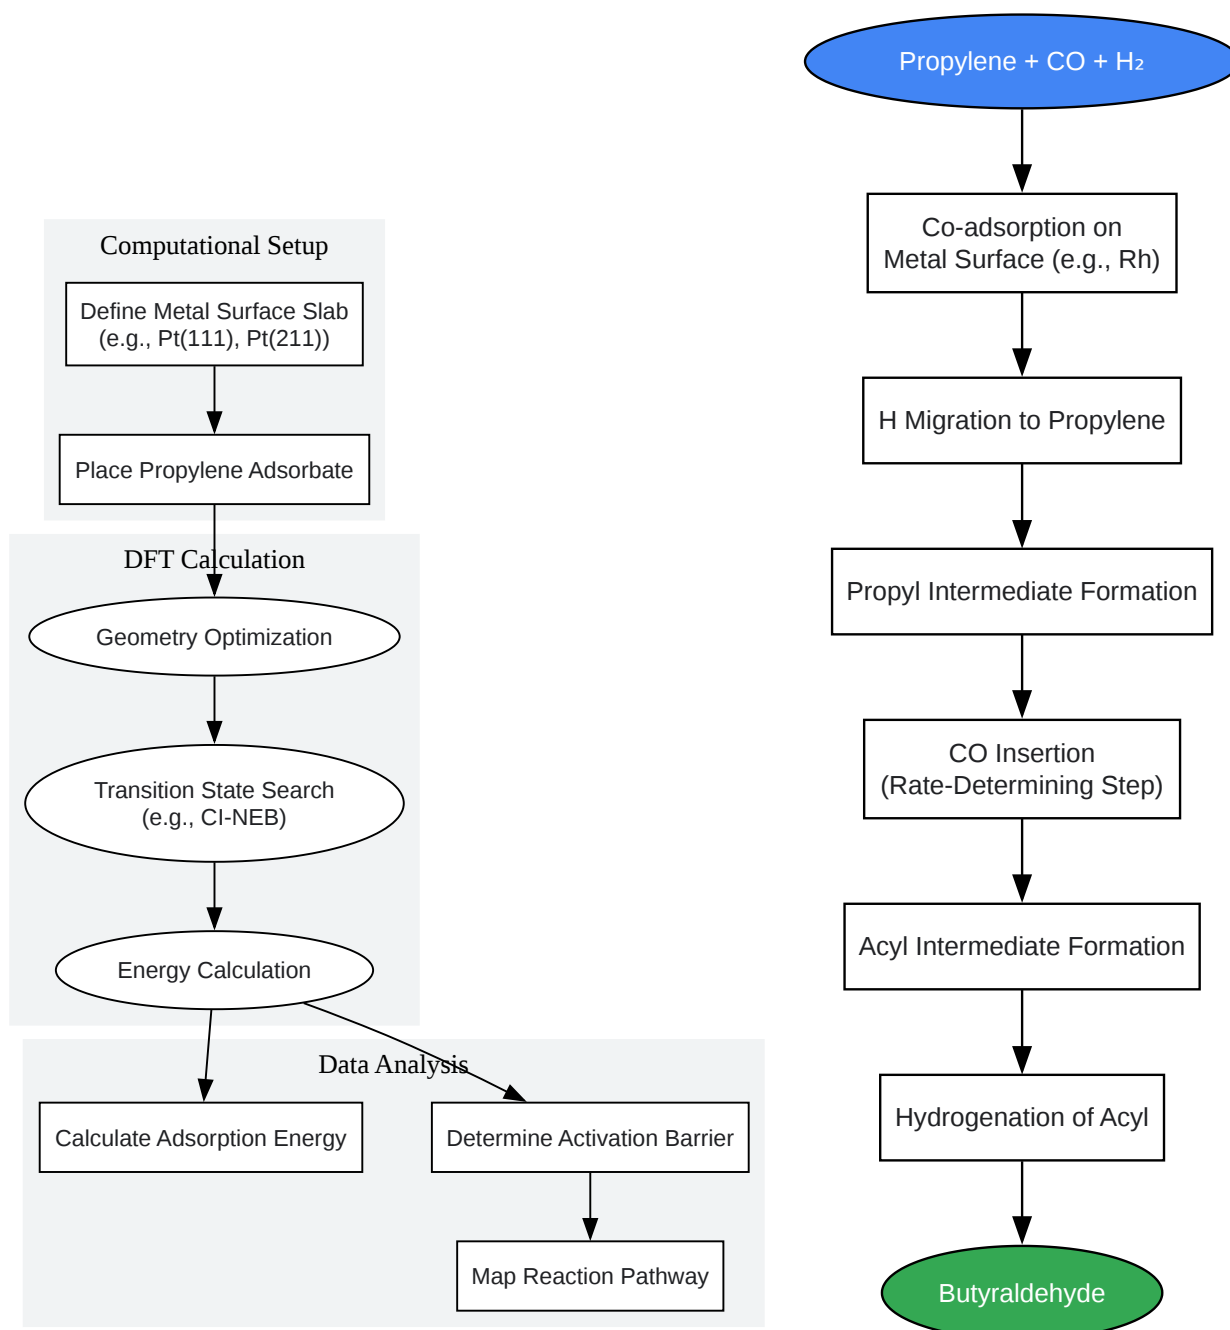 Computational Setup
Define Metal Surface Slab
(e.g., Pt(111), Pt(211))
Place Propylene Adsorbate
DFT Calculation
Geometry Optimization
Transition State Search
(e.g., CI-NEB)
Energy Calculation
Data Analysis
Calculate Adsorption Energy
Determine Activation Barrier
Map Reaction Pathway
Propylene + CO + H₂
Co-adsorption on
Metal Surface (e.g., Rh)
H Migration to Propylene
Propyl Intermediate Formation
CO Insertion
(Rate-Determining Step)
Acyl Intermediate Formation
Hydrogenation of Acyl
Butyraldehyde